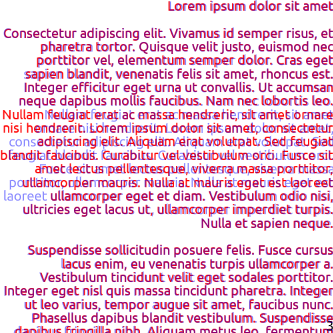 Lorem ipsum dolor sit amet
Consectetur adipiscing elit. Vivamus id semper risus, et
pharetra tortor. Quisque velit justo, euismod nec
porttitor vel, elementum semper dolor. Cras eget
sapien blandit, venenatis felis sit amet, rhoncus est.
Integer efficitur eget urna ut convallis. Ut accumsan
neque dapibus mollis faucibus. Nam nec lobortis leo.
Nullam feugiat erat ac massa hendrerit, sit amet
nisi hendrerit. Lorem ipsum dolor sit amet, consectetur
adipiscing elit. Aliquam erat volutpat. Sed feugiat
blandit faucibus. Curabitur vestibulum orci. Fusce sit
amet lectus pellentesque, viverra massa porttitor,
ullamcorper mauris. Nulla at mauris eget est laoreet
laoreet ullamcorper eget et diam. Vestibulum odio nisi,
ultricies eget lacus ut, ullamcorper imperdiet turpis.
Nulla et sapien neque.
Suspendisse sollicitudin posuere felis. Fusce cursus
lacus enim, eu venenatis turpis ullamcorper a.
Vestibulum tincidunt velit eget sodales porttitor.
Integer eget nisl quis massa tincidunt pharetra. Integer
ut leo varius, tempor augue sit amet, faucibus nunc.
Phasellus dapibus blandit vestibulum. Suspendisse
dapibus fringilla nibh. Aliquam metus leo, fermentum